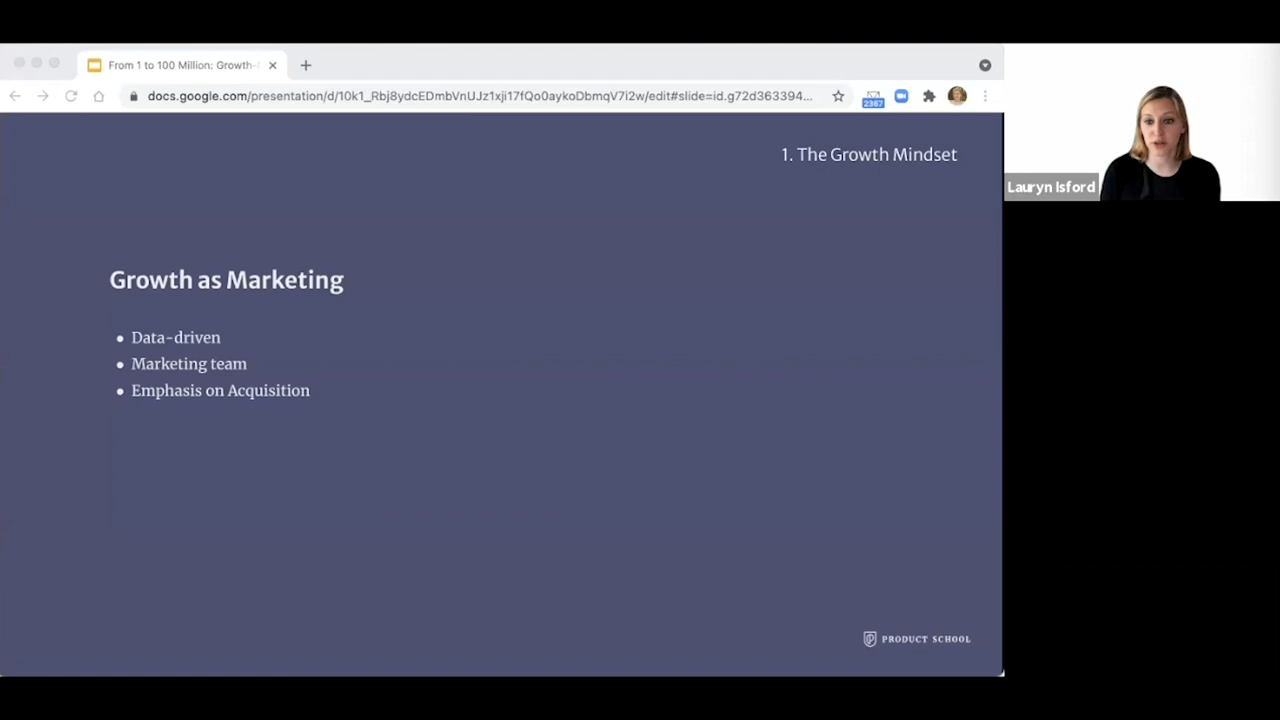 From 1 to 100 Million: Growth-
docs.google.com/presentation/d/10k1_Rbj8ydcEDmbVnUJz1xji17fQo0aykoDbmqV7i2w/edit#slide=id.g72d363394...
2367
1. The Growth Mindset
Lauryn Isford
Growth as Marketing
• Data-driven
• Marketing team
• Emphasis on Acquisition
PRODUCT SCHOOL